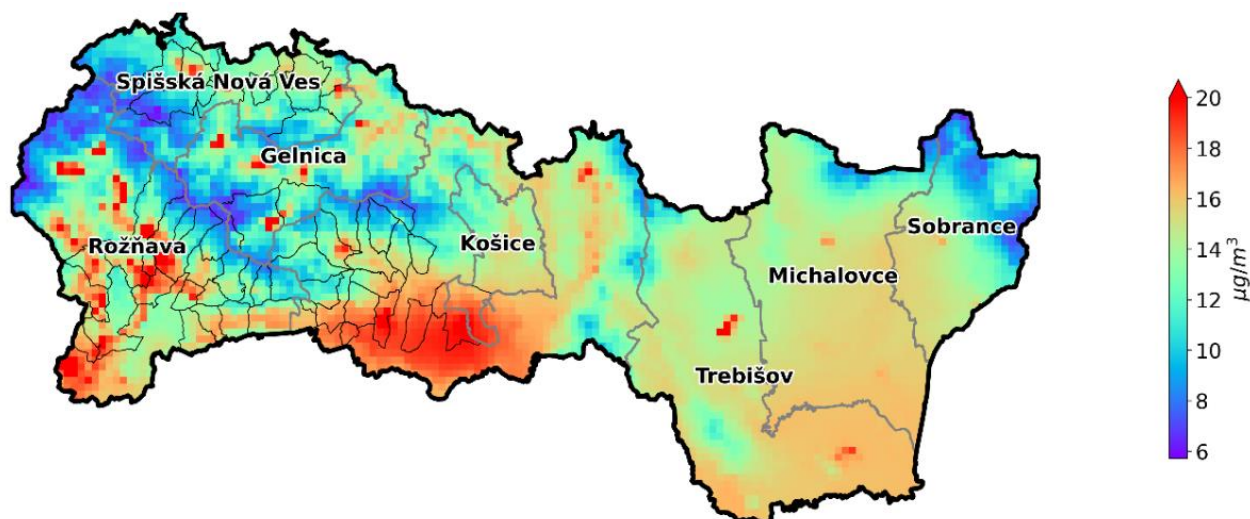 Spišská Nová Ves
Gelnica
Rožňava
Košice
Sobrance
Michalovce
Trebišov
20
18
16
14
12
10
8
6
μg/m³